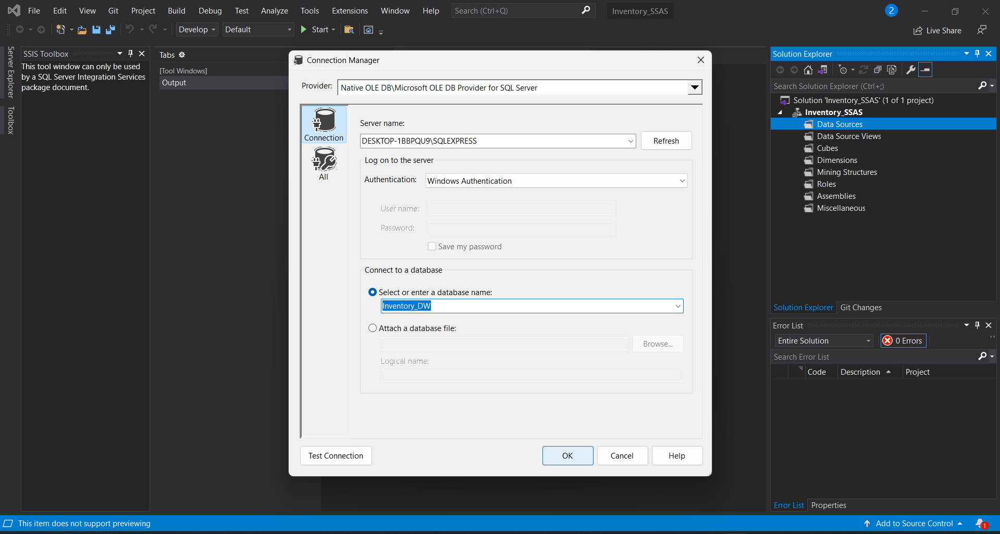 File Edit View Git Project Build Debug Test Analyze Tools Extensions Window Help Search (Ctrl+Q) Inventory_SSAS 2
Develop Default Start Live Share
Server Explorer
Toolbox
SSIS Toolbox
This tool window can only be used
by a SQL Server Integration Services
package document.
Tabs
[Tool Windows]
Output
Connection Manager
Provider: Native OLE DB\Microsoft OLE DB Provider for SQL Server
Connection
All
Server name:
DESKTOP-1BBPQU9\SQLEXPRESS Refresh
Log on to the server
Authentication: Windows Authentication
User name:
Password:
Save my password
Connect to a database
Select or enter a database name:
Inventory_DW
Attach a database file:
Browse...
Logical name:
Test Connection OK Cancel Help
Solution Explorer
Search Solution Explorer (Ctrl+;)
Solution 'Inventory_SSAS' (1 of 1 project)
Inventory_SSAS
Data Sources
Data Source Views
Cubes
Dimensions
Mining Structures
Roles
Assemblies
Miscellaneous
Solution Explorer Git Changes
Error List
Entire Solution 0 Errors
Search Error List
Code Description Project
Error List Properties
This item does not support previewing Add to Source Control 1